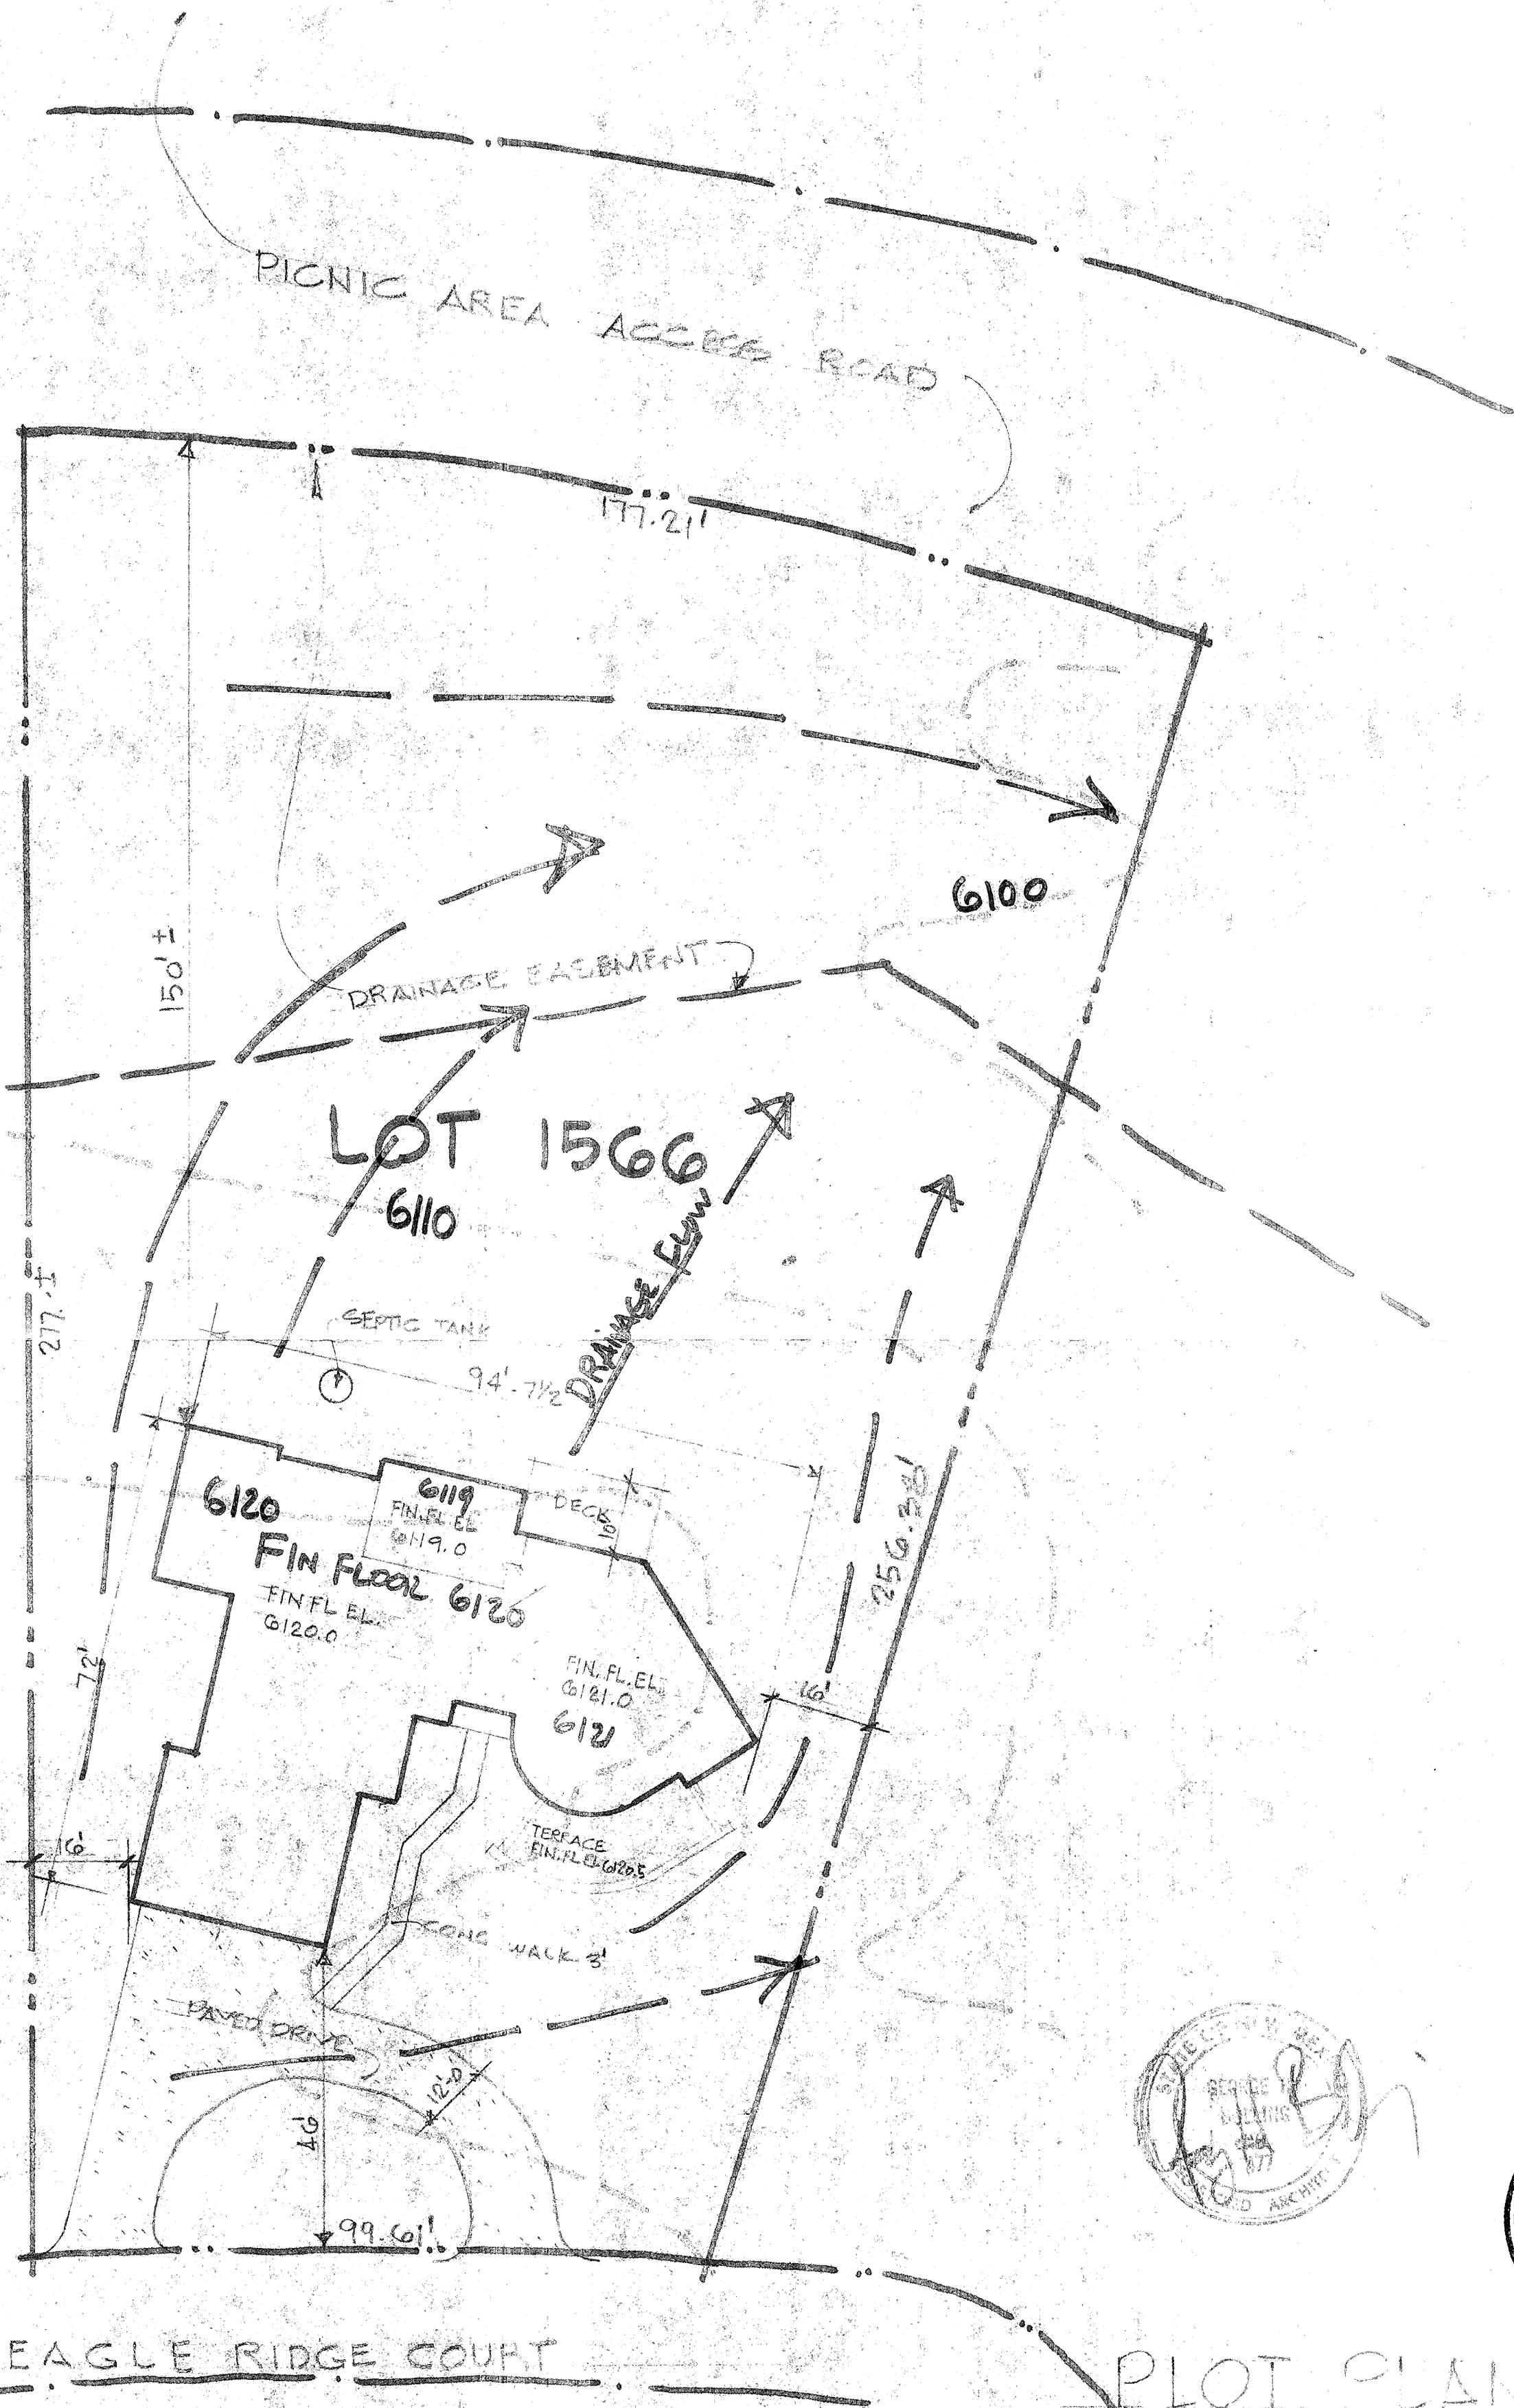 PICNIC AREA ACCESS ROAD
177.21'
6100
150' ±
DRAINAGE EASEMENT
LOT 1566
6110
277.±
DRAINAGE FLOW
SEPTIC TANK
94'-7½"
256.38'
6120
6119
FIN. FL. EL
6119.0
DECK
10'
FIN FLOOR 6120
FIN FL EL.
6120.0
72'
FIN. FL. EL.
6121.0
6121
16'
16'
TERRACE
FIN. FL. EL 6120.5
CONC WALK 3'
PAVED DRIVE
12'-0"
46'
99.61'
EAGLE RIDGE COURT
PLOT PLAN
GEORGE
ARCHIT